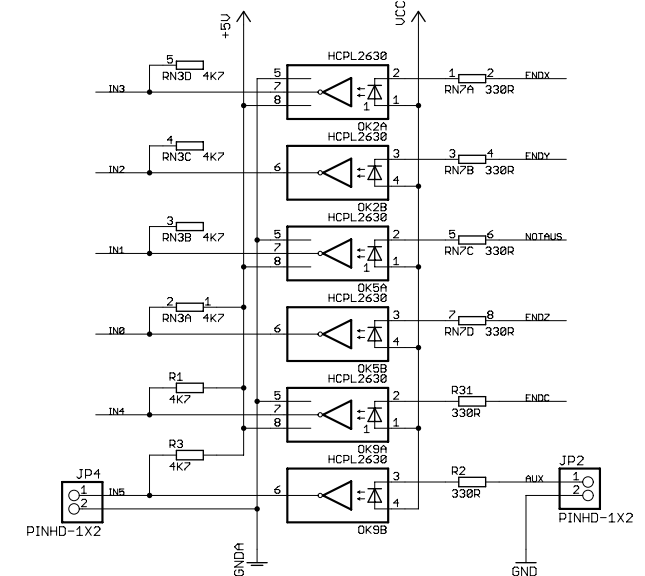 +5V
VCC
HCPL2630
5 5 2 1 2 ENDX
RN3D 4K7 7
IN3 8 1 1 RN7A 330R
OK2A
HCPL2630
4 3 3 4 ENDY
RN3C 4K7
IN2 6 4 RN7B 330R
OK2B
HCPL2630
3 5 2 5 6 NOTAUS
RN3B 4K7 7
IN1 8 1 1 RN7C 330R
OK5A
HCPL2630
2 1 3 7 8 ENDZ
RN3A 4K7
IN0 6 4 RN7D 330R
OK5B
HCPL2630
R1 5 2 R31 ENDC
4K7 7 330R
IN4 8 1 1
OK9A
HCPL2630
R3 3 R2 AUX
4K7 330R
JP4 JP2
1 IN5 6 4 1
2 2
PINHD-1X2 OK9B PINHD-1X2
GNDA GND